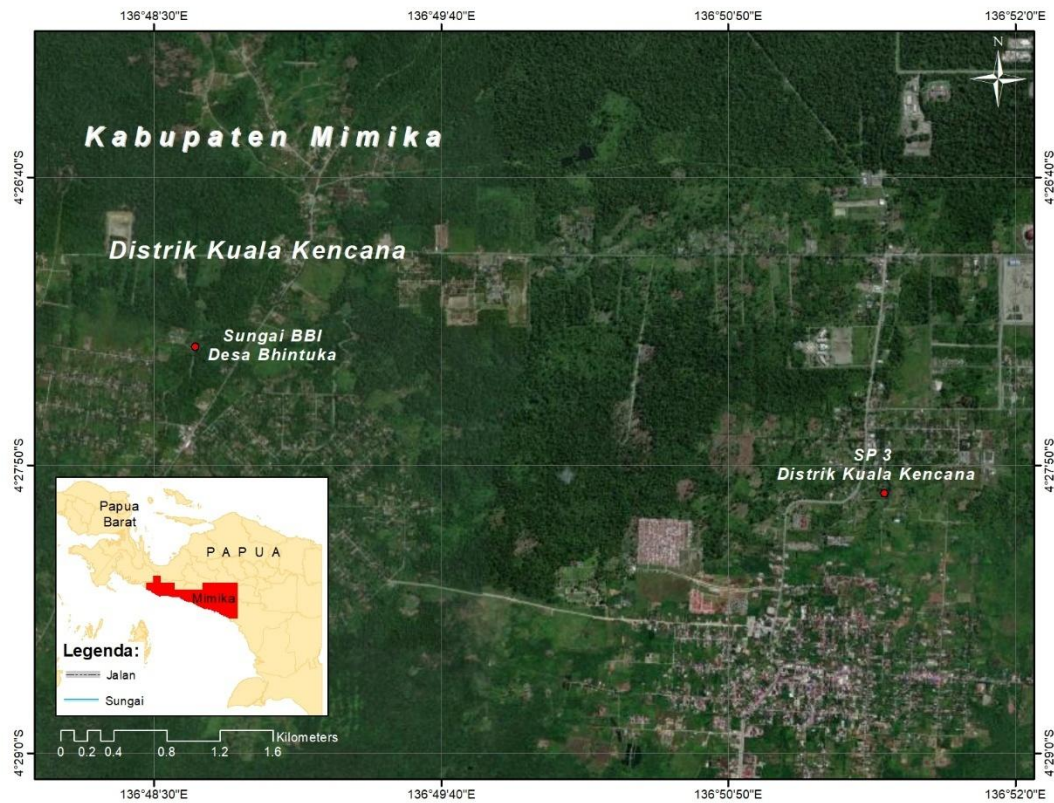 136°48'30"E 136°49'40"E 136°50'50"E 136°52'0"E
N
Kabupaten Mimika
4°26'40"S 4°26'40"S
Distrik Kuala Kencana
Sungai BBI
Desa Bhintuka
4°27'50"S 4°27'50"S
SP 3
Distrik Kuala Kencana
Papua
Barat
PAPUA
Mimika
Legenda:
Jalan
Sungai
Kilometers
0 0.2 0.4 0.8 1.2 1.6
4°29'0"S 4°29'0"S
136°48'30"E 136°49'40"E 136°50'50"E 136°52'0"E